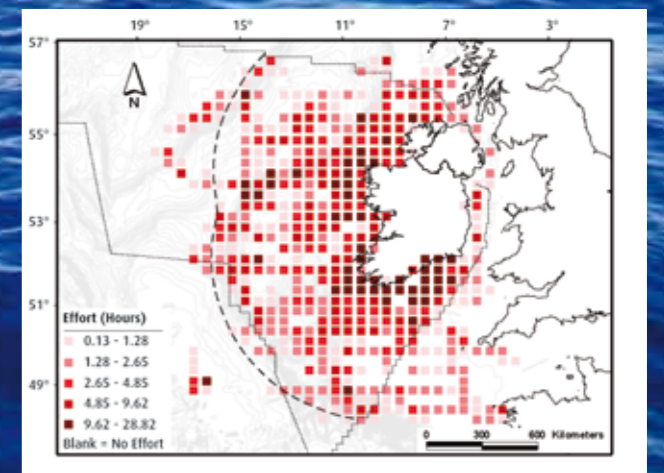 19° 15° 11° 7° 3°
57°
N
55°
53°
51°
Effort (Hours)
0.13 - 1.28
1.28 - 2.65
2.65 - 4.85
49°
4.85 - 9.62
9.62 - 28.82
Blank = No Effort
0 300 600 Kilometers